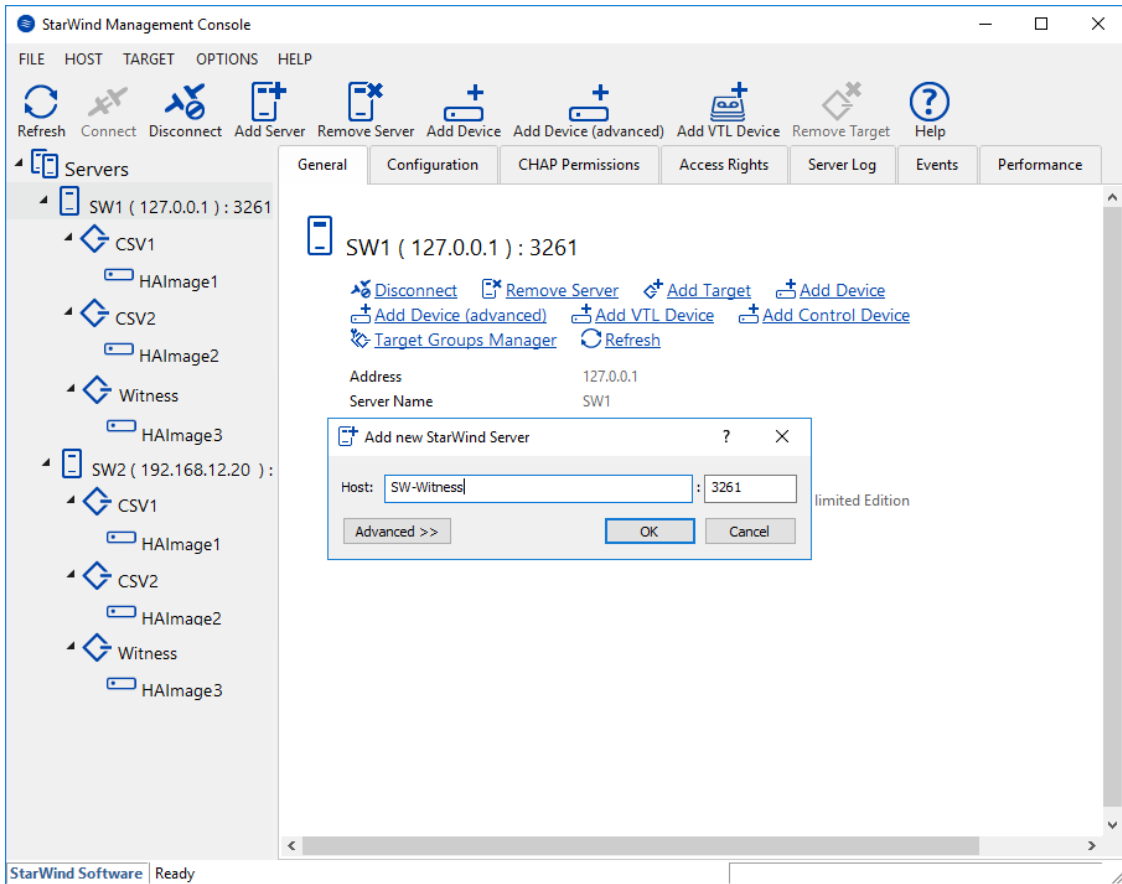 StarWind Management Console
FILE HOST TARGET OPTIONS HELP
Refresh Connect Disconnect Add Server Remove Server Add Device Add Device (advanced) Add VTL Device Remove Target Help
Servers
SW1 ( 127.0.0.1 ) : 3261
CSV1
HAImage1
CSV2
HAImage2
Witness
HAImage3
SW2 ( 192.168.12.20 ) :
CSV1
HAImage1
CSV2
HAImage2
Witness
HAImage3
General Configuration CHAP Permissions Access Rights Server Log Events Performance
SW1 ( 127.0.0.1 ) : 3261
Disconnect Remove Server Add Target Add Device
Add Device (advanced) Add VTL Device Add Control Device
Target Groups Manager Refresh
Address 127.0.0.1
Server Name SW1
Add new StarWind Server ?
Host: SW-Witness : 3261
Advanced >> OK Cancel
limited Edition
StarWind Software Ready